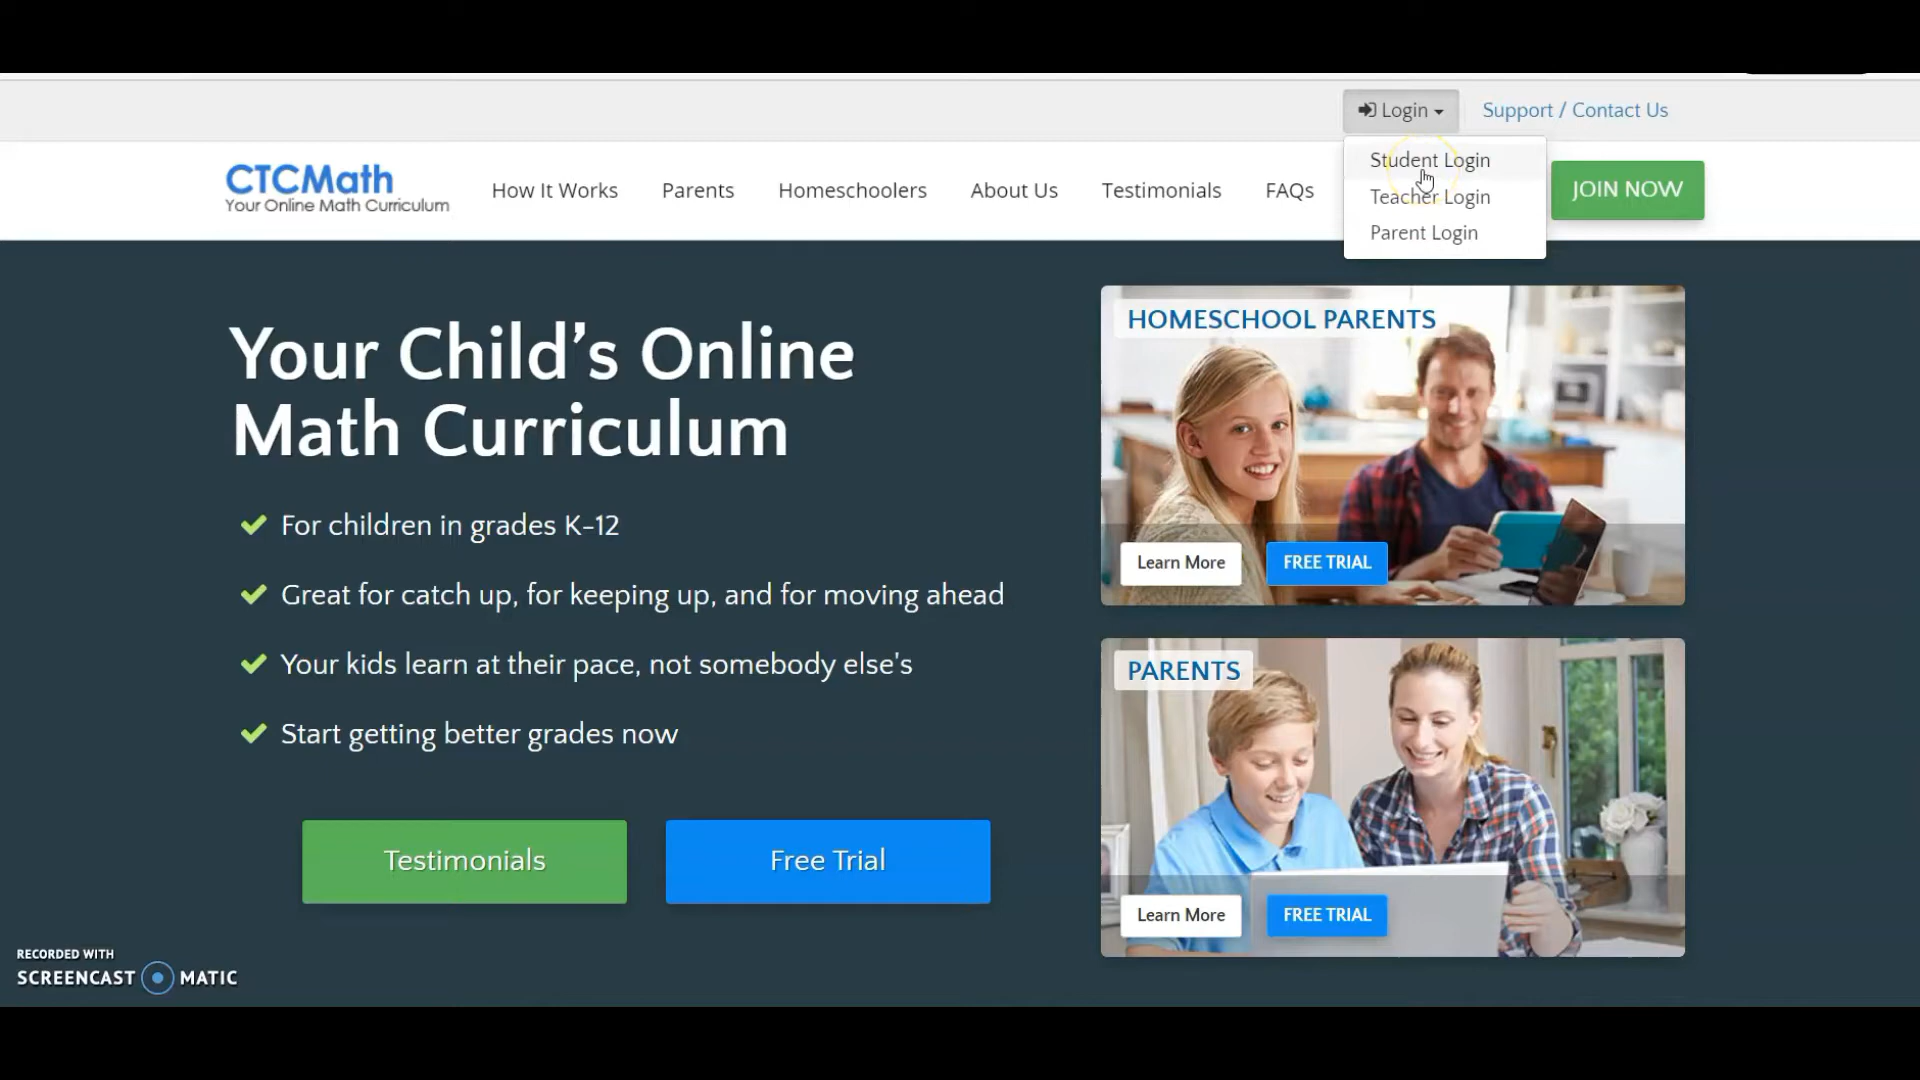 Login
Support / Contact Us
CTCMath
Your Online Math Curriculum
How It Works
Parents
Homeschoolers
About Us
Testimonials
FAQs
Student Login
Teacher Login
Parent Login
JOIN NOW
Your Child’s Online
Math Curriculum
For children in grades K-12
Great for catch up, for keeping up, and for moving ahead
Your kids learn at their pace, not somebody else's
Start getting better grades now
Testimonials
Free Trial
HOMESCHOOL PARENTS
Learn More
FREE TRIAL
PARENTS
Learn More
FREE TRIAL
RECORDED WITH
SCREENCAST MATIC